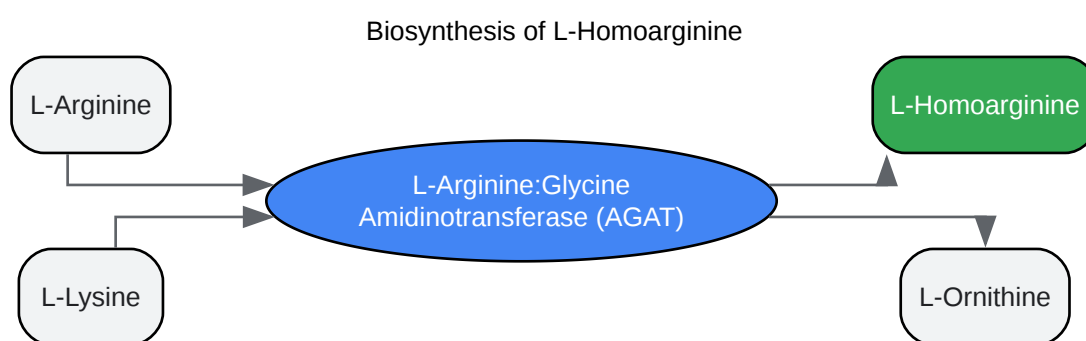 Biosynthesis of L-Homoarginine
L-Arginine
L-Homoarginine
L-Arginine:Glycine
Amidinotransferase (AGAT)
L-Lysine
L-Ornithine